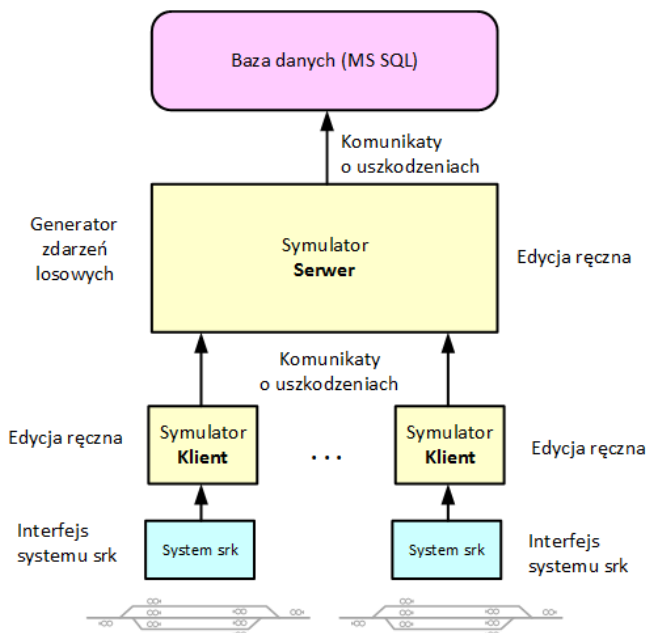 Baza danych (MS SQL)
Komunikaty
o uszkodzeniach
Generator
zdarzeń
losowych
Symulator
Serwer
Edycja ręczna
Komunikaty
o uszkodzeniach
Edycja ręczna
Symulator
Klient
...
Symulator
Klient
Edycja ręczna
Interfejs
systemu srk
System srk
System srk
Interfejs
systemu srk